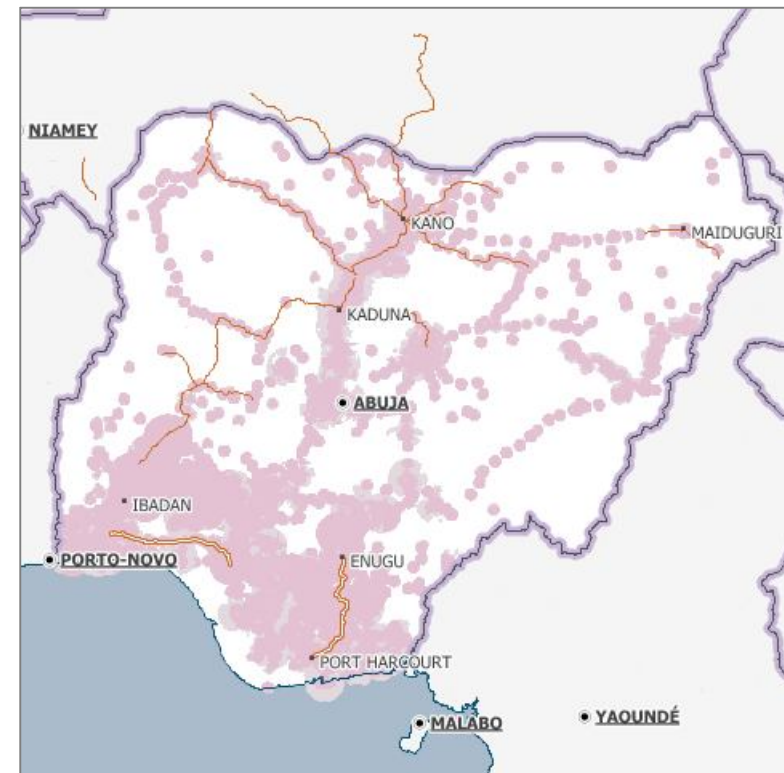 NIAMEY
KANO
MAIDUGURI
KADUNA
ABUJA
IBADAN
PORTO-NOVO
ENUGU
PORT HARCOURT
MALABO
YAOUNDÉ